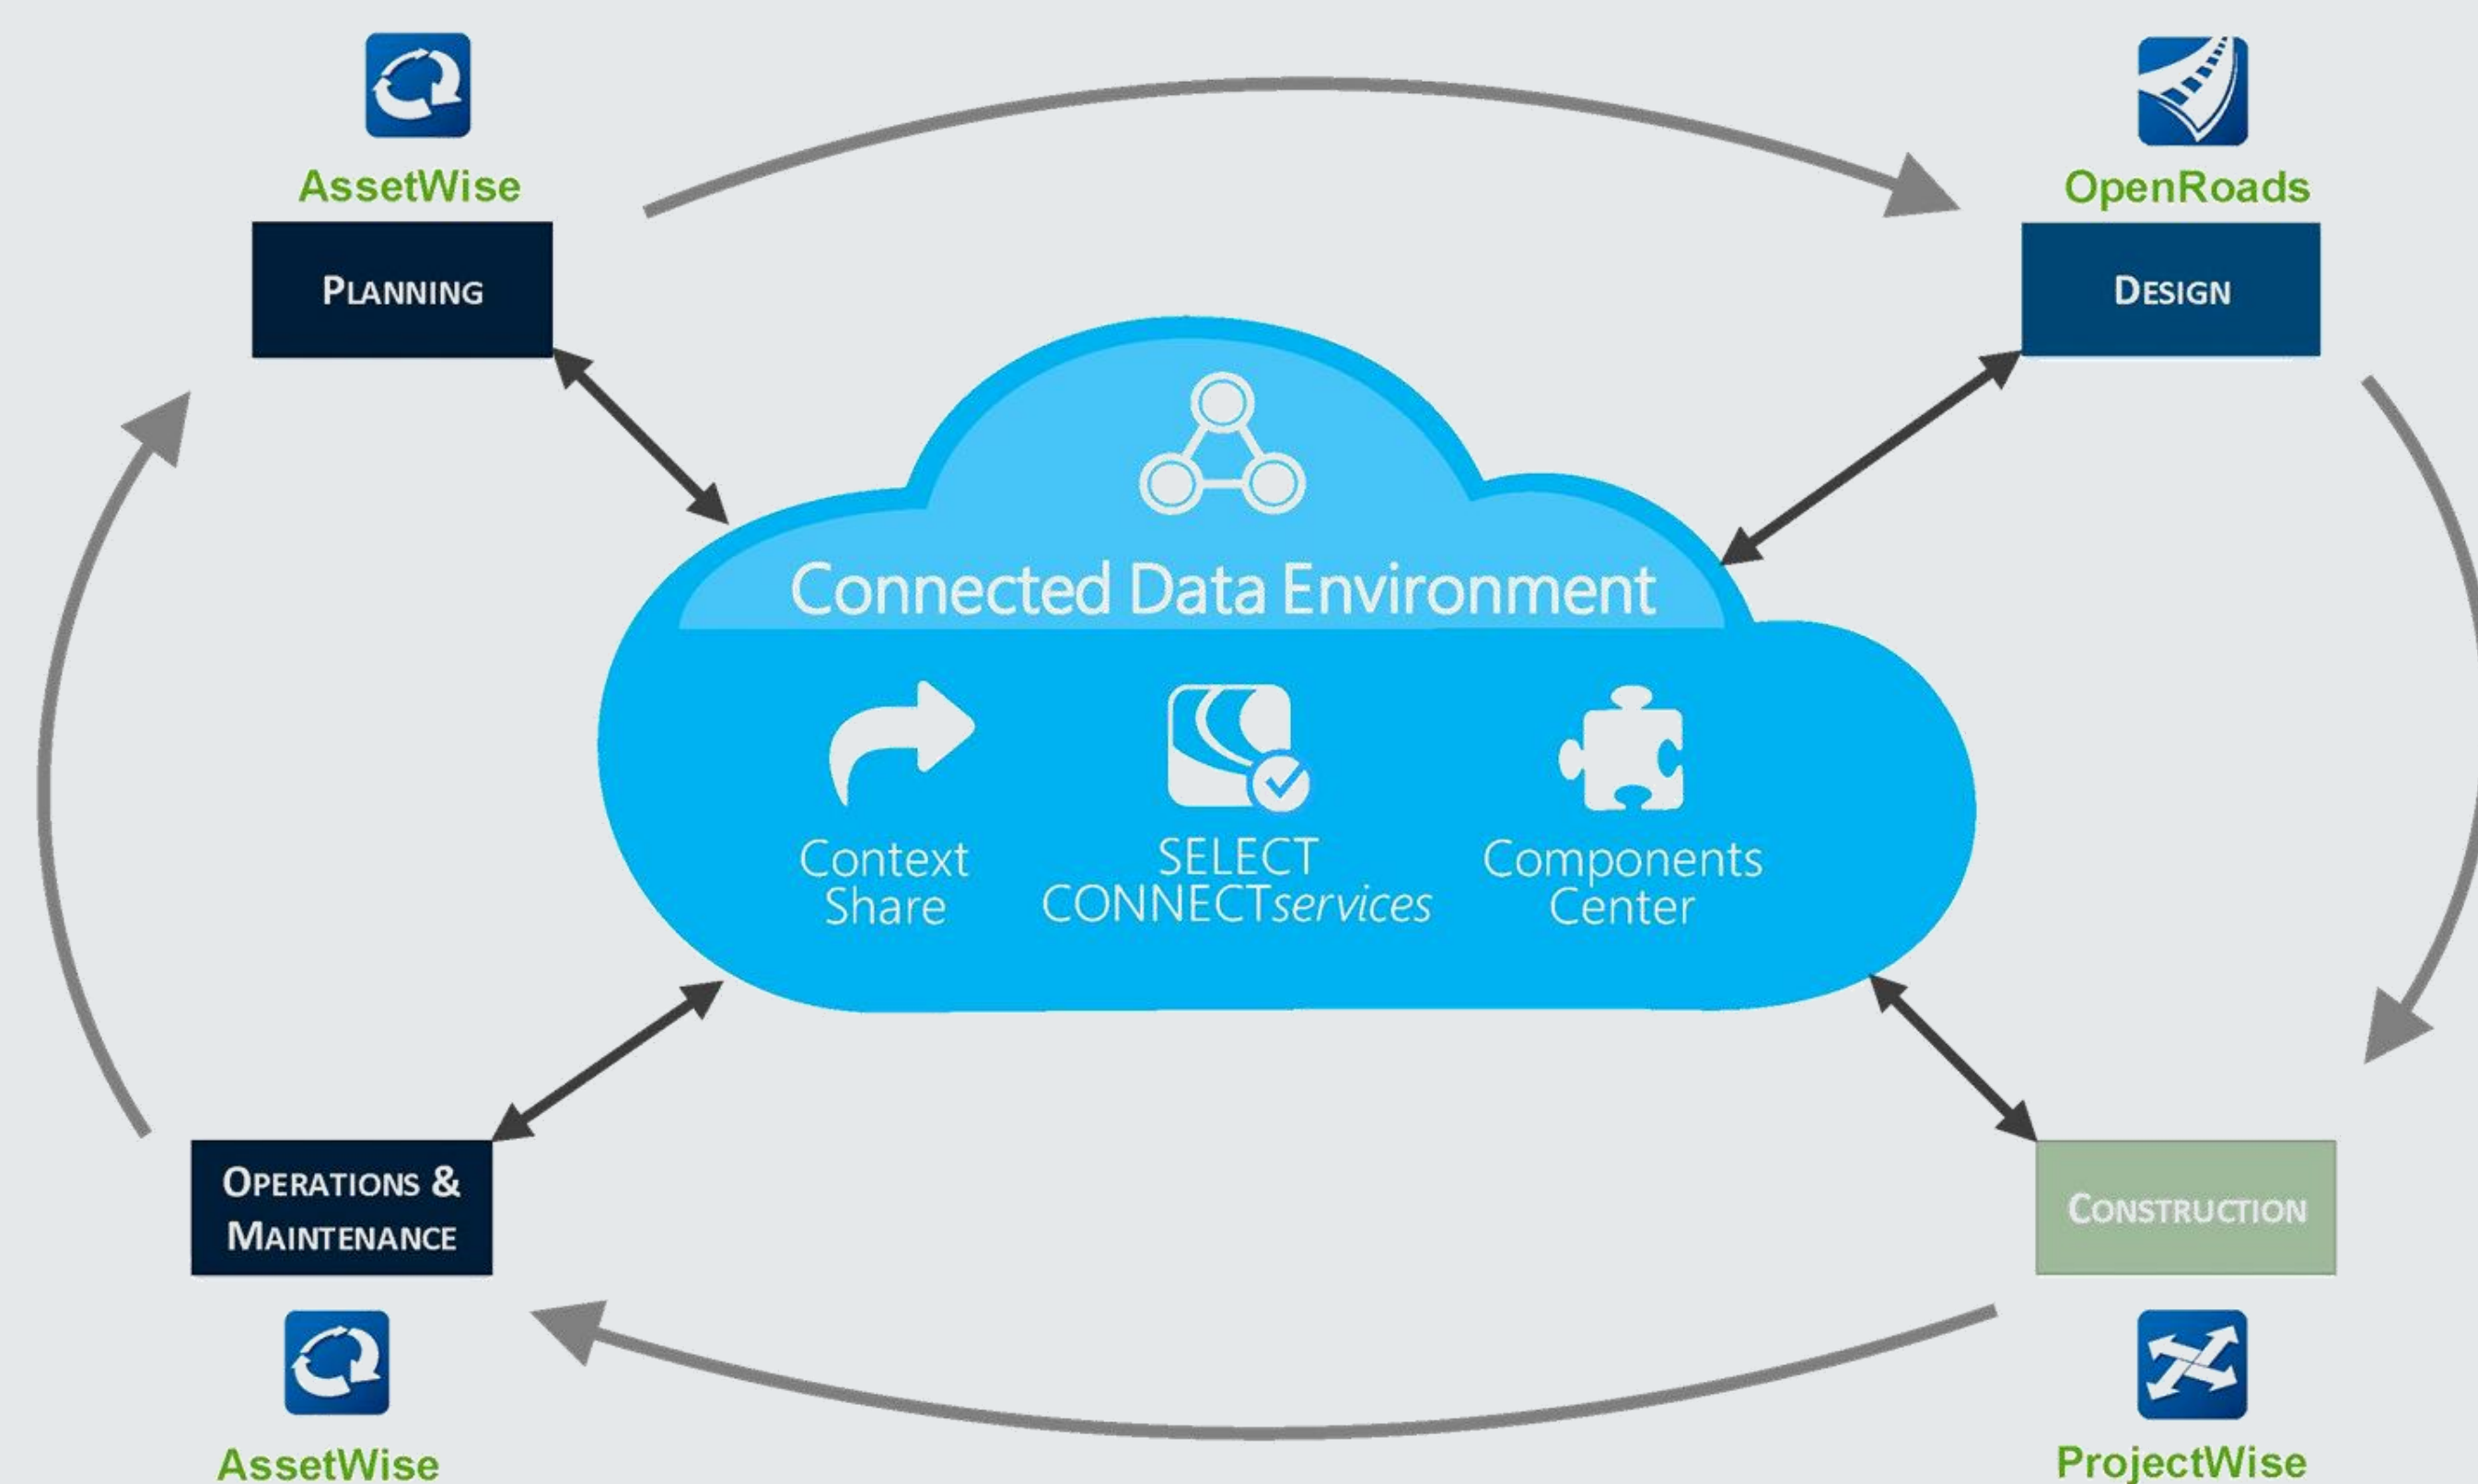 AssetWise
OpenRoads
PLANNING
DESIGN
Connected Data Environment
Context
Share
SELECT
CONNECTservices
Components
Center
OPERATIONS &
MAINTENANCE
CONSTRUCTION
AssetWise
ProjectWise